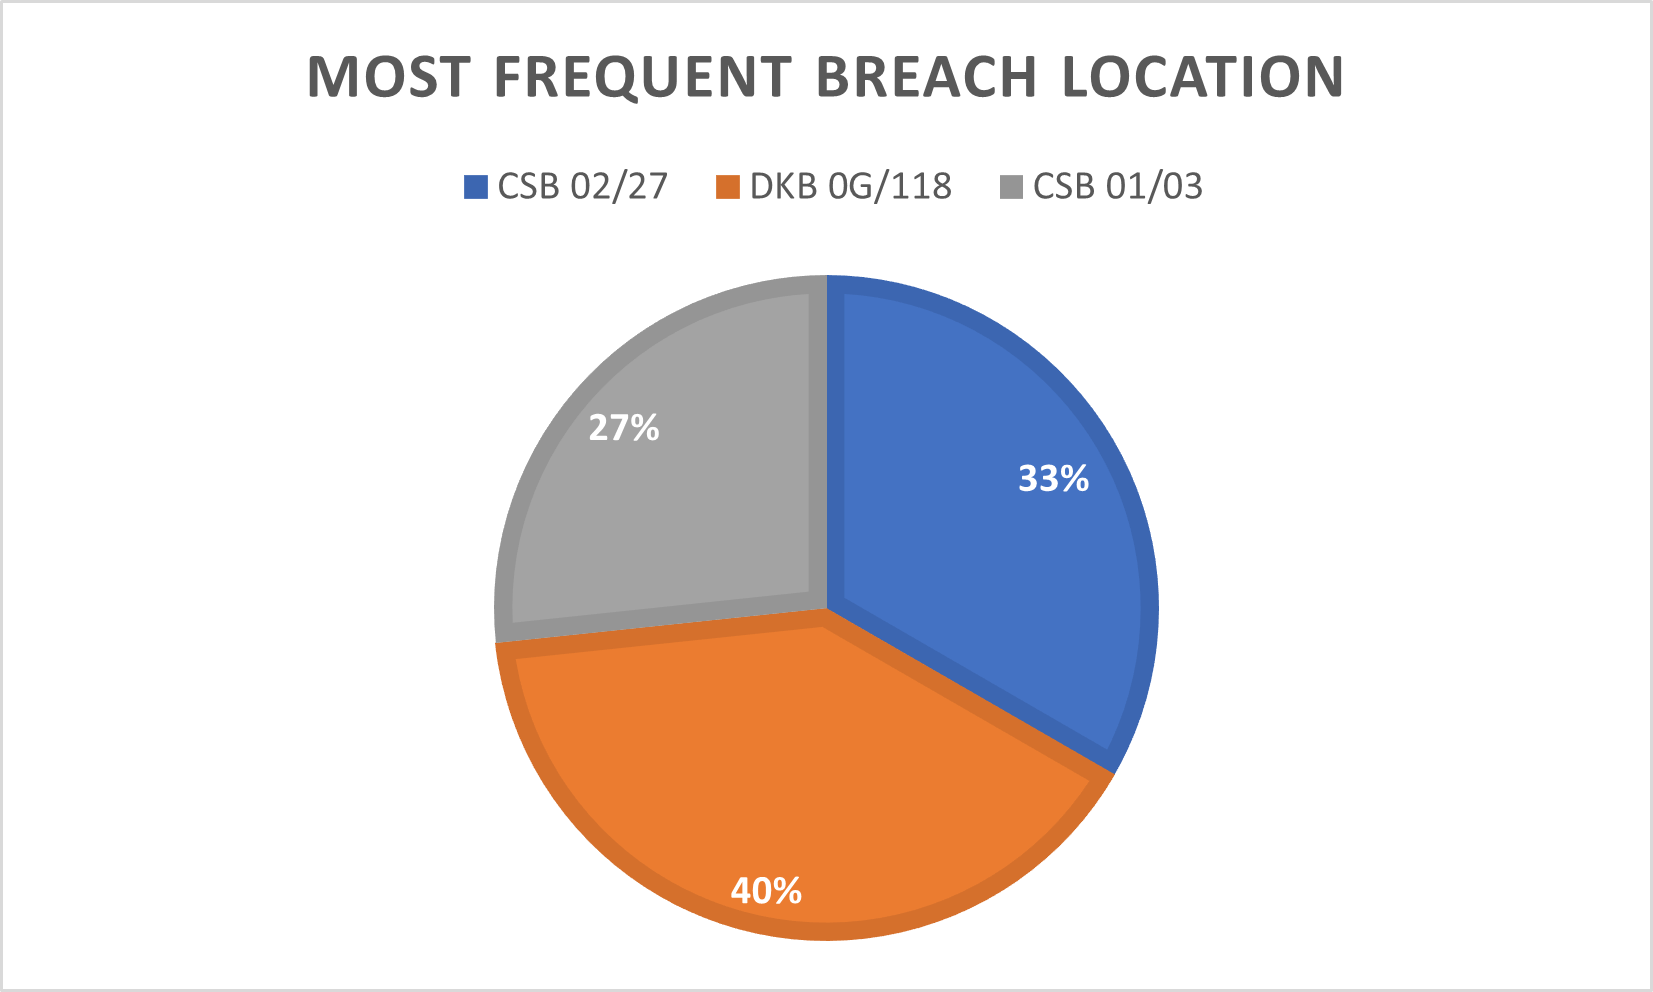 MOST FREQUENT BREACH LOCATION
CSB 02/27 DKB 0G/118 CSB 01/03
27%
33%
40%